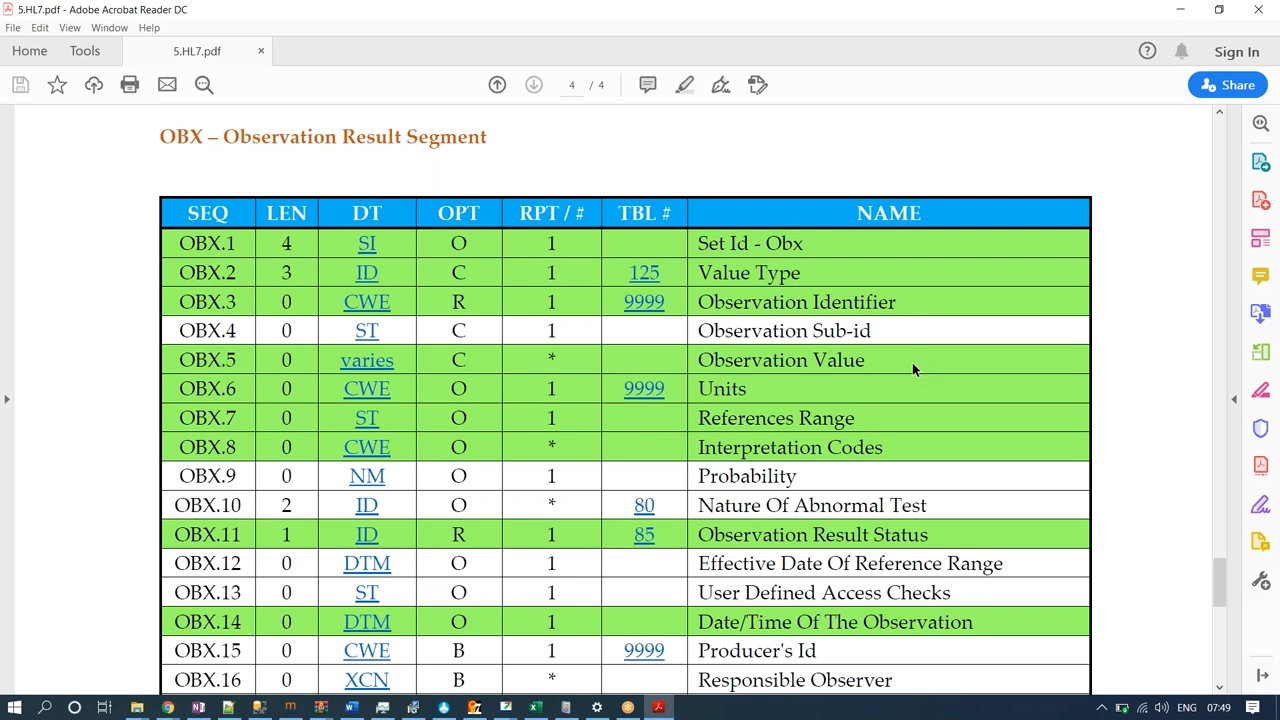 5.HL7.pdf - Adobe Acrobat Reader DC
File Edit View Window Help
Home Tools 5.HL7.pdf × Sign In
4 / 4 Share
OBX – Observation Result Segment
SEQ LEN DT OPT RPT / # TBL # NAME
OBX.1 4 SI O 1 Set Id - Obx
OBX.2 3 ID C 1 125 Value Type
OBX.3 0 CWE R 1 9999 Observation Identifier
OBX.4 0 ST C 1 Observation Sub-id
OBX.5 0 varies C * Observation Value
OBX.6 0 CWE O 1 9999 Units
OBX.7 0 ST O 1 References Range
OBX.8 0 CWE O * Interpretation Codes
OBX.9 0 NM O 1 Probability
OBX.10 2 ID O * 80 Nature Of Abnormal Test
OBX.11 1 ID R 1 85 Observation Result Status
OBX.12 0 DTM O 1 Effective Date Of Reference Range
OBX.13 0 ST O 1 User Defined Access Checks
OBX.14 0 DTM O 1 Date/Time Of The Observation
OBX.15 0 CWE B 1 9999 Producer's Id
OBX.16 0 XCN B * Responsible Observer
ENG 07:49